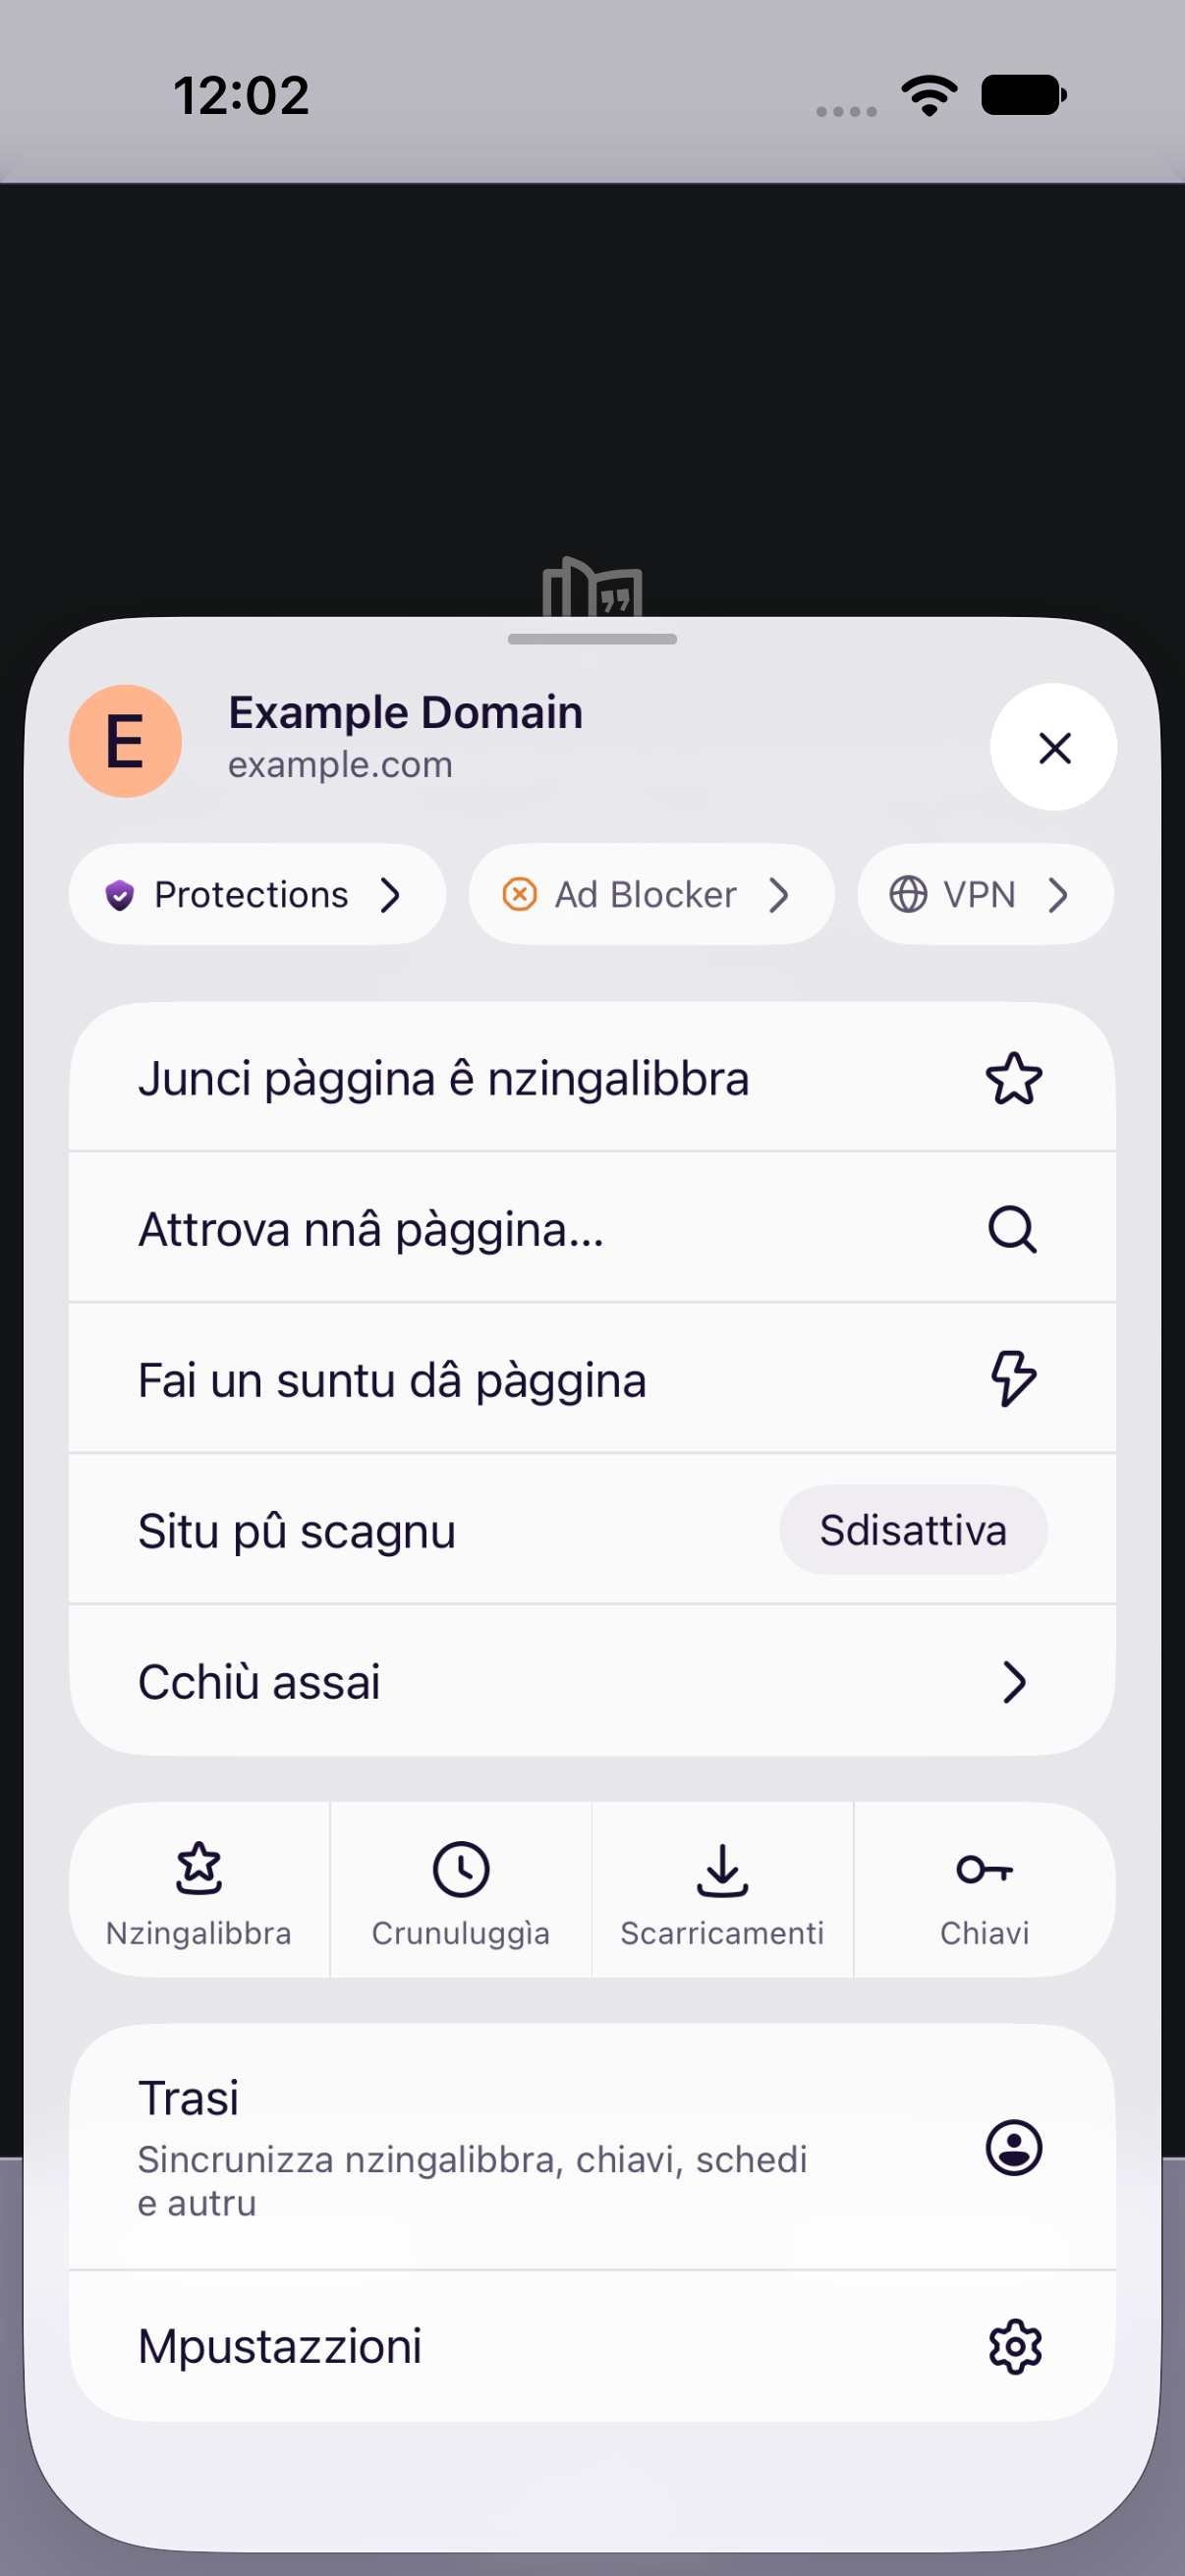 12:02
E
Example Domain
example.com
Protections
Ad Blocker
VPN
Junci pàggina ê nzingalibbra
Attrova nnâ pàggina...
Fai un suntu dâ pàggina
Situ pû scagnu
Sdisattiva
Cchiù assai
Nzingalibbra
Crunuluggìa
Scarricamenti
Chiavi
Trasi
Sincrunizza nzingalibbra, chiavi, schedi
e autru
Mpustazzioni